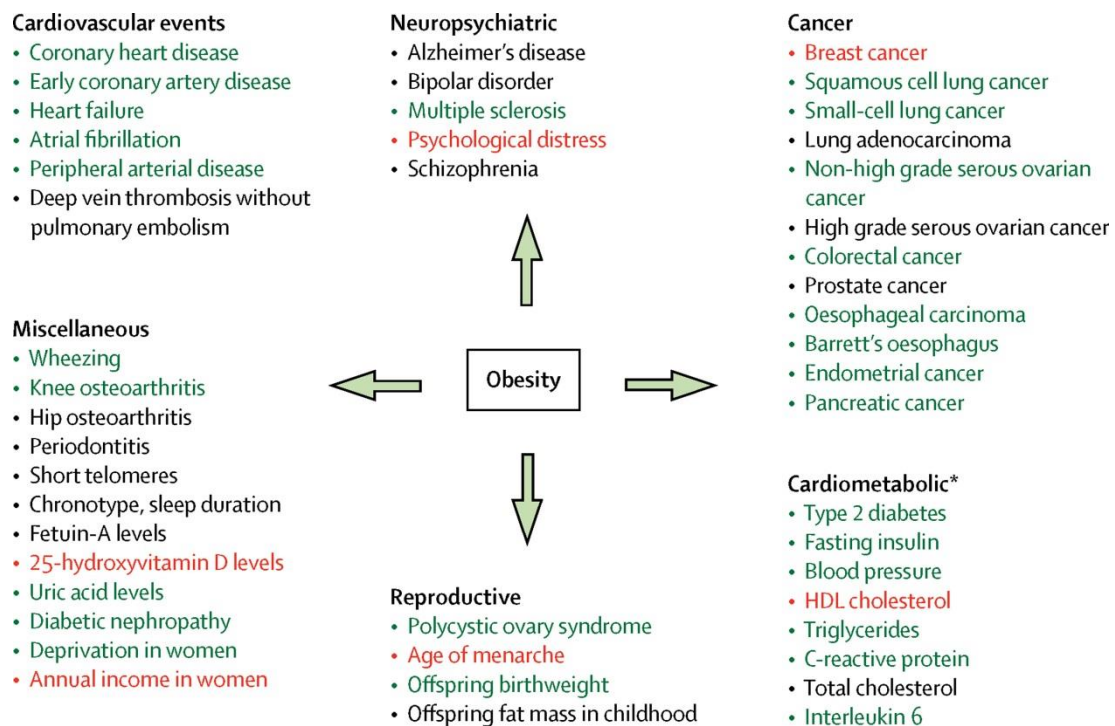 Cardiovascular events
• Coronary heart disease
• Early coronary artery disease
• Heart failure
• Atrial fibrillation
• Peripheral arterial disease
• Deep vein thrombosis without
pulmonary embolism
Neuropsychiatric
• Alzheimer's disease
• Bipolar disorder
• Multiple sclerosis
• Psychological distress
• Schizophrenia
Cancer
• Breast cancer
• Squamous cell lung cancer
• Small-cell lung cancer
• Lung adenocarcinoma
• Non-high grade serous ovarian
cancer
• High grade serous ovarian cancer
• Colorectal cancer
• Prostate cancer
• Oesophageal carcinoma
• Barrett's oesophagus
• Endometrial cancer
• Pancreatic cancer
Miscellaneous
• Wheezing
• Knee osteoarthritis
• Hip osteoarthritis
• Periodontitis
• Short telomeres
• Chronotype, sleep duration
• Fetuin-A levels
• 25-hydroxyvitamin D levels
• Uric acid levels
• Diabetic nephropathy
• Deprivation in women
• Annual income in women
Obesity
Reproductive
• Polycystic ovary syndrome
• Age of menarche
• Offspring birthweight
• Offspring fat mass in childhood
Cardiometabolic*
• Type 2 diabetes
• Fasting insulin
• Blood pressure
• HDL cholesterol
• Triglycerides
• C-reactive protein
• Total cholesterol
• Interleukin 6